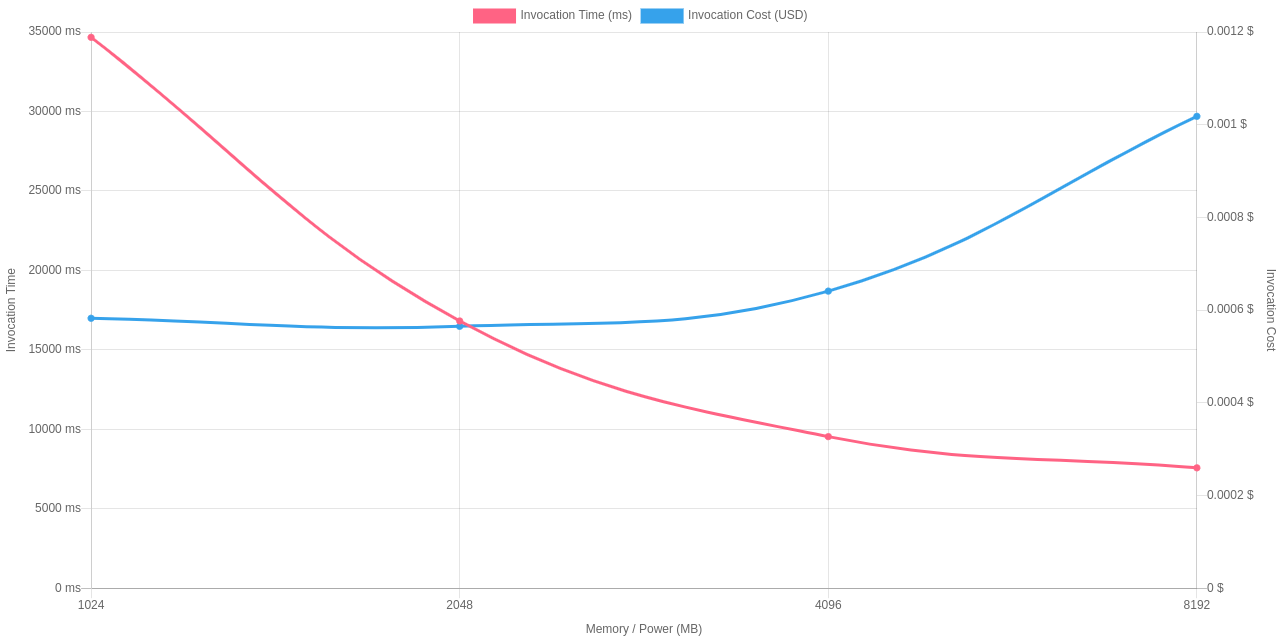 Invocation Time (ms) Invocation Cost (USD)
35000 ms
30000 ms
25000 ms
20000 ms
15000 ms
10000 ms
5000 ms
0 ms
Invocation Time
0.0012 $
0.001 $
0.0008 $
0.0006 $
0.0004 $
0.0002 $
0 $
Invocation Cost
1024 2048 4096 8192
Memory / Power (MB)